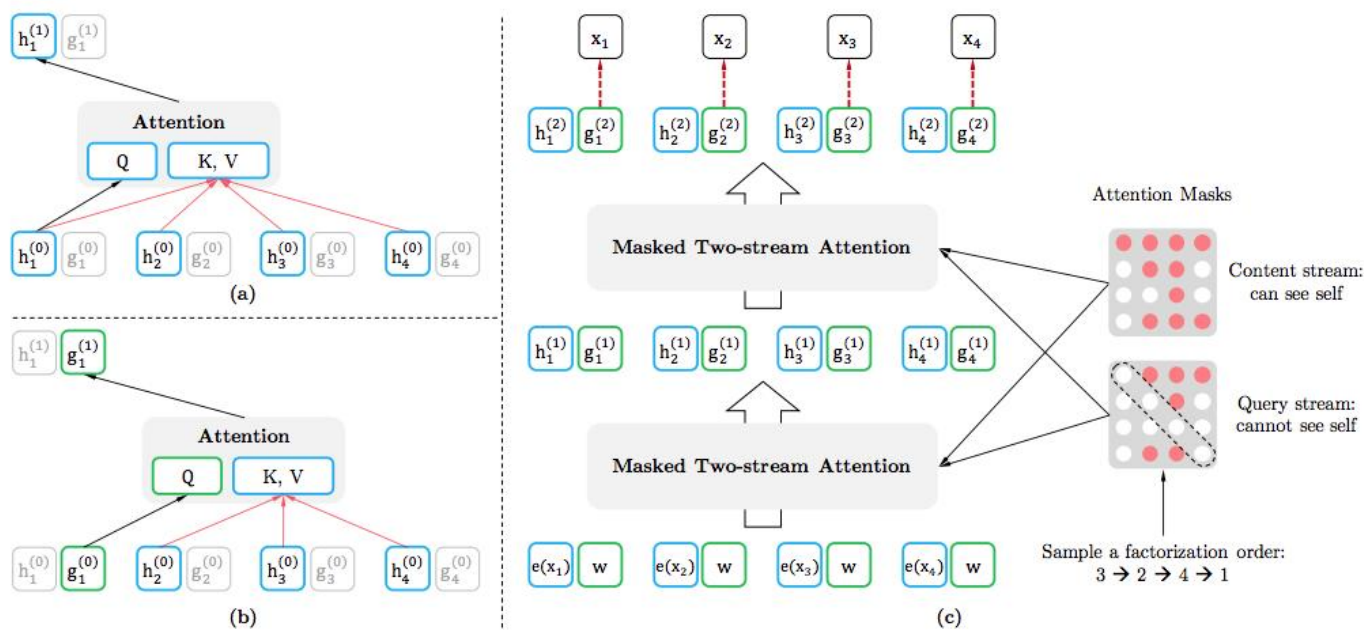 h₁⁽¹⁾ g₁⁽¹⁾
Attention
Q K, V
h₁⁽⁰⁾ g₁⁽⁰⁾ h₂⁽⁰⁾ g₂⁽⁰⁾ h₃⁽⁰⁾ g₃⁽⁰⁾ h₄⁽⁰⁾ g₄⁽⁰⁾
(a)
h₁⁽¹⁾ g₁⁽¹⁾
Attention
Q K, V
h₁⁽⁰⁾ g₁⁽⁰⁾ h₂⁽⁰⁾ g₂⁽⁰⁾ h₃⁽⁰⁾ g₃⁽⁰⁾ h₄⁽⁰⁾ g₄⁽⁰⁾
(b)
x₁ x₂ x₃ x₄
h₁⁽²⁾ g₁⁽²⁾ h₂⁽²⁾ g₂⁽²⁾ h₃⁽²⁾ g₃⁽²⁾ h₄⁽²⁾ g₄⁽²⁾
Masked Two-stream Attention
h₁⁽¹⁾ g₁⁽¹⁾ h₂⁽¹⁾ g₂⁽¹⁾ h₃⁽¹⁾ g₃⁽¹⁾ h₄⁽¹⁾ g₄⁽¹⁾
Masked Two-stream Attention
e(x₁) w e(x₂) w e(x₃) w e(x₄) w
(c)
Attention Masks
Content stream:
can see self
Query stream:
cannot see self
Sample a factorization order:
3 → 2 → 4 → 1